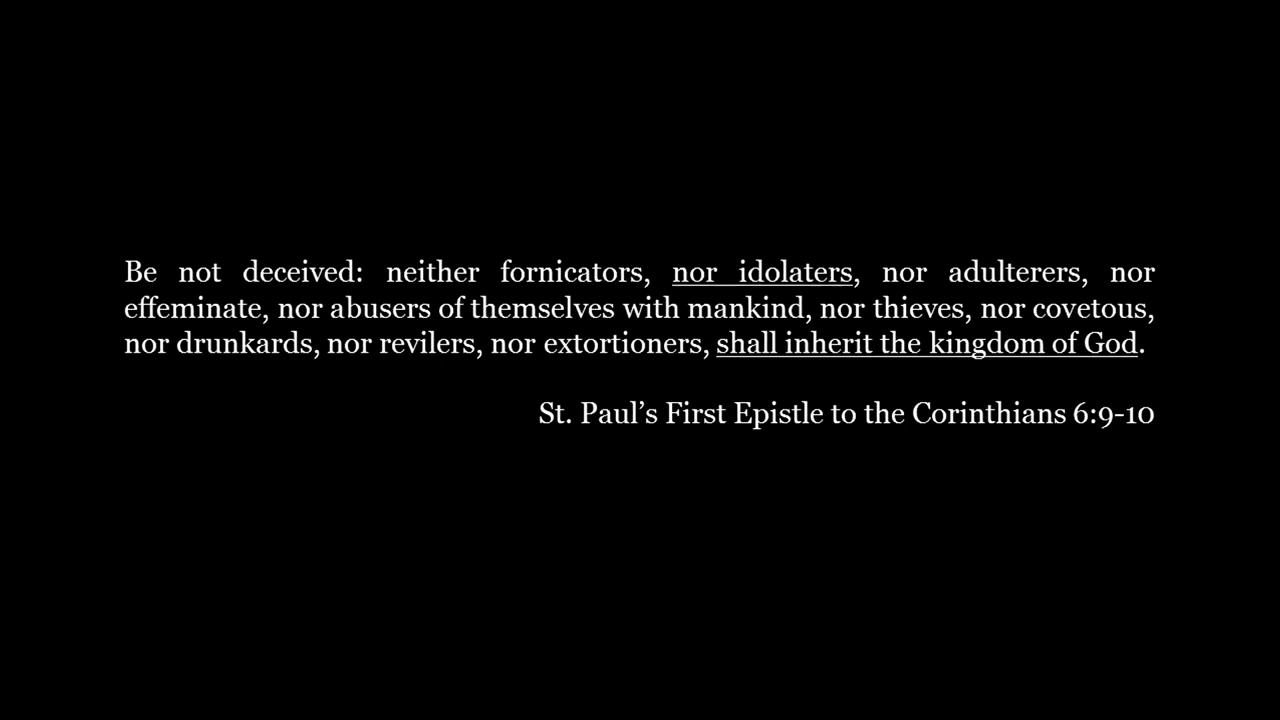 Be not deceived: neither fornicators, nor idolaters, nor adulterers, nor
effeminate, nor abusers of themselves with mankind, nor thieves, nor covetous,
nor drunkards, nor revilers, nor extortioners, shall inherit the kingdom of God.
St. Paul’s First Epistle to the Corinthians 6:9-10